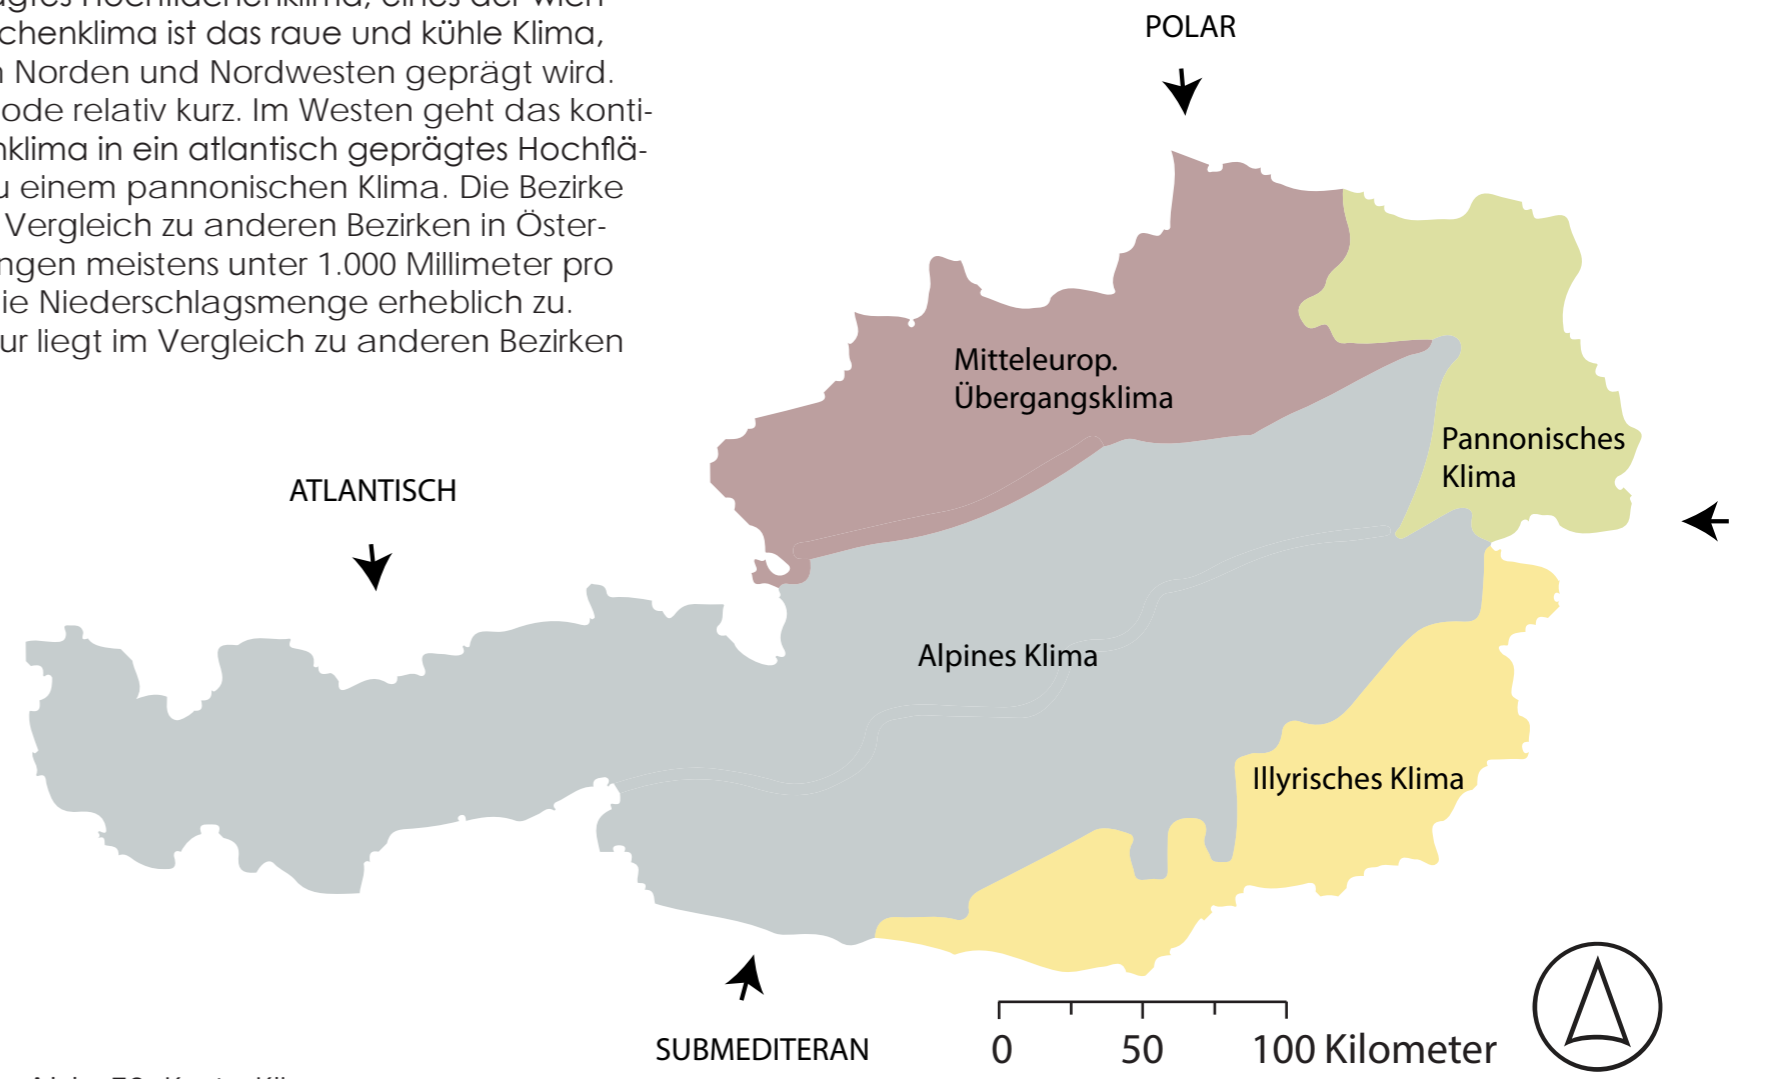 chenklima ist das raue und kühle Klima,
Norden und Nordwesten geprägt wird.
ode relativ kurz. Im Westen geht das konti-
klima in ein atlantisch geprägtes Hochflä-
einem pannonischen Klima. Die Bezirke
Vergleich zu anderen Bezirken in Öster-
ngen meistens unter 1.000 Millimeter pro
ie Niederschlagsmenge erheblich zu.
ur liegt im Vergleich zu anderen Bezirken
POLAR
Mitteleurop.
Übergangsklima
Pannonisches
Klima
ATLANTISCH
Alpines Klima
Illyrisches Klima
SUBMEDITERAN
0 50 100 Kilometer